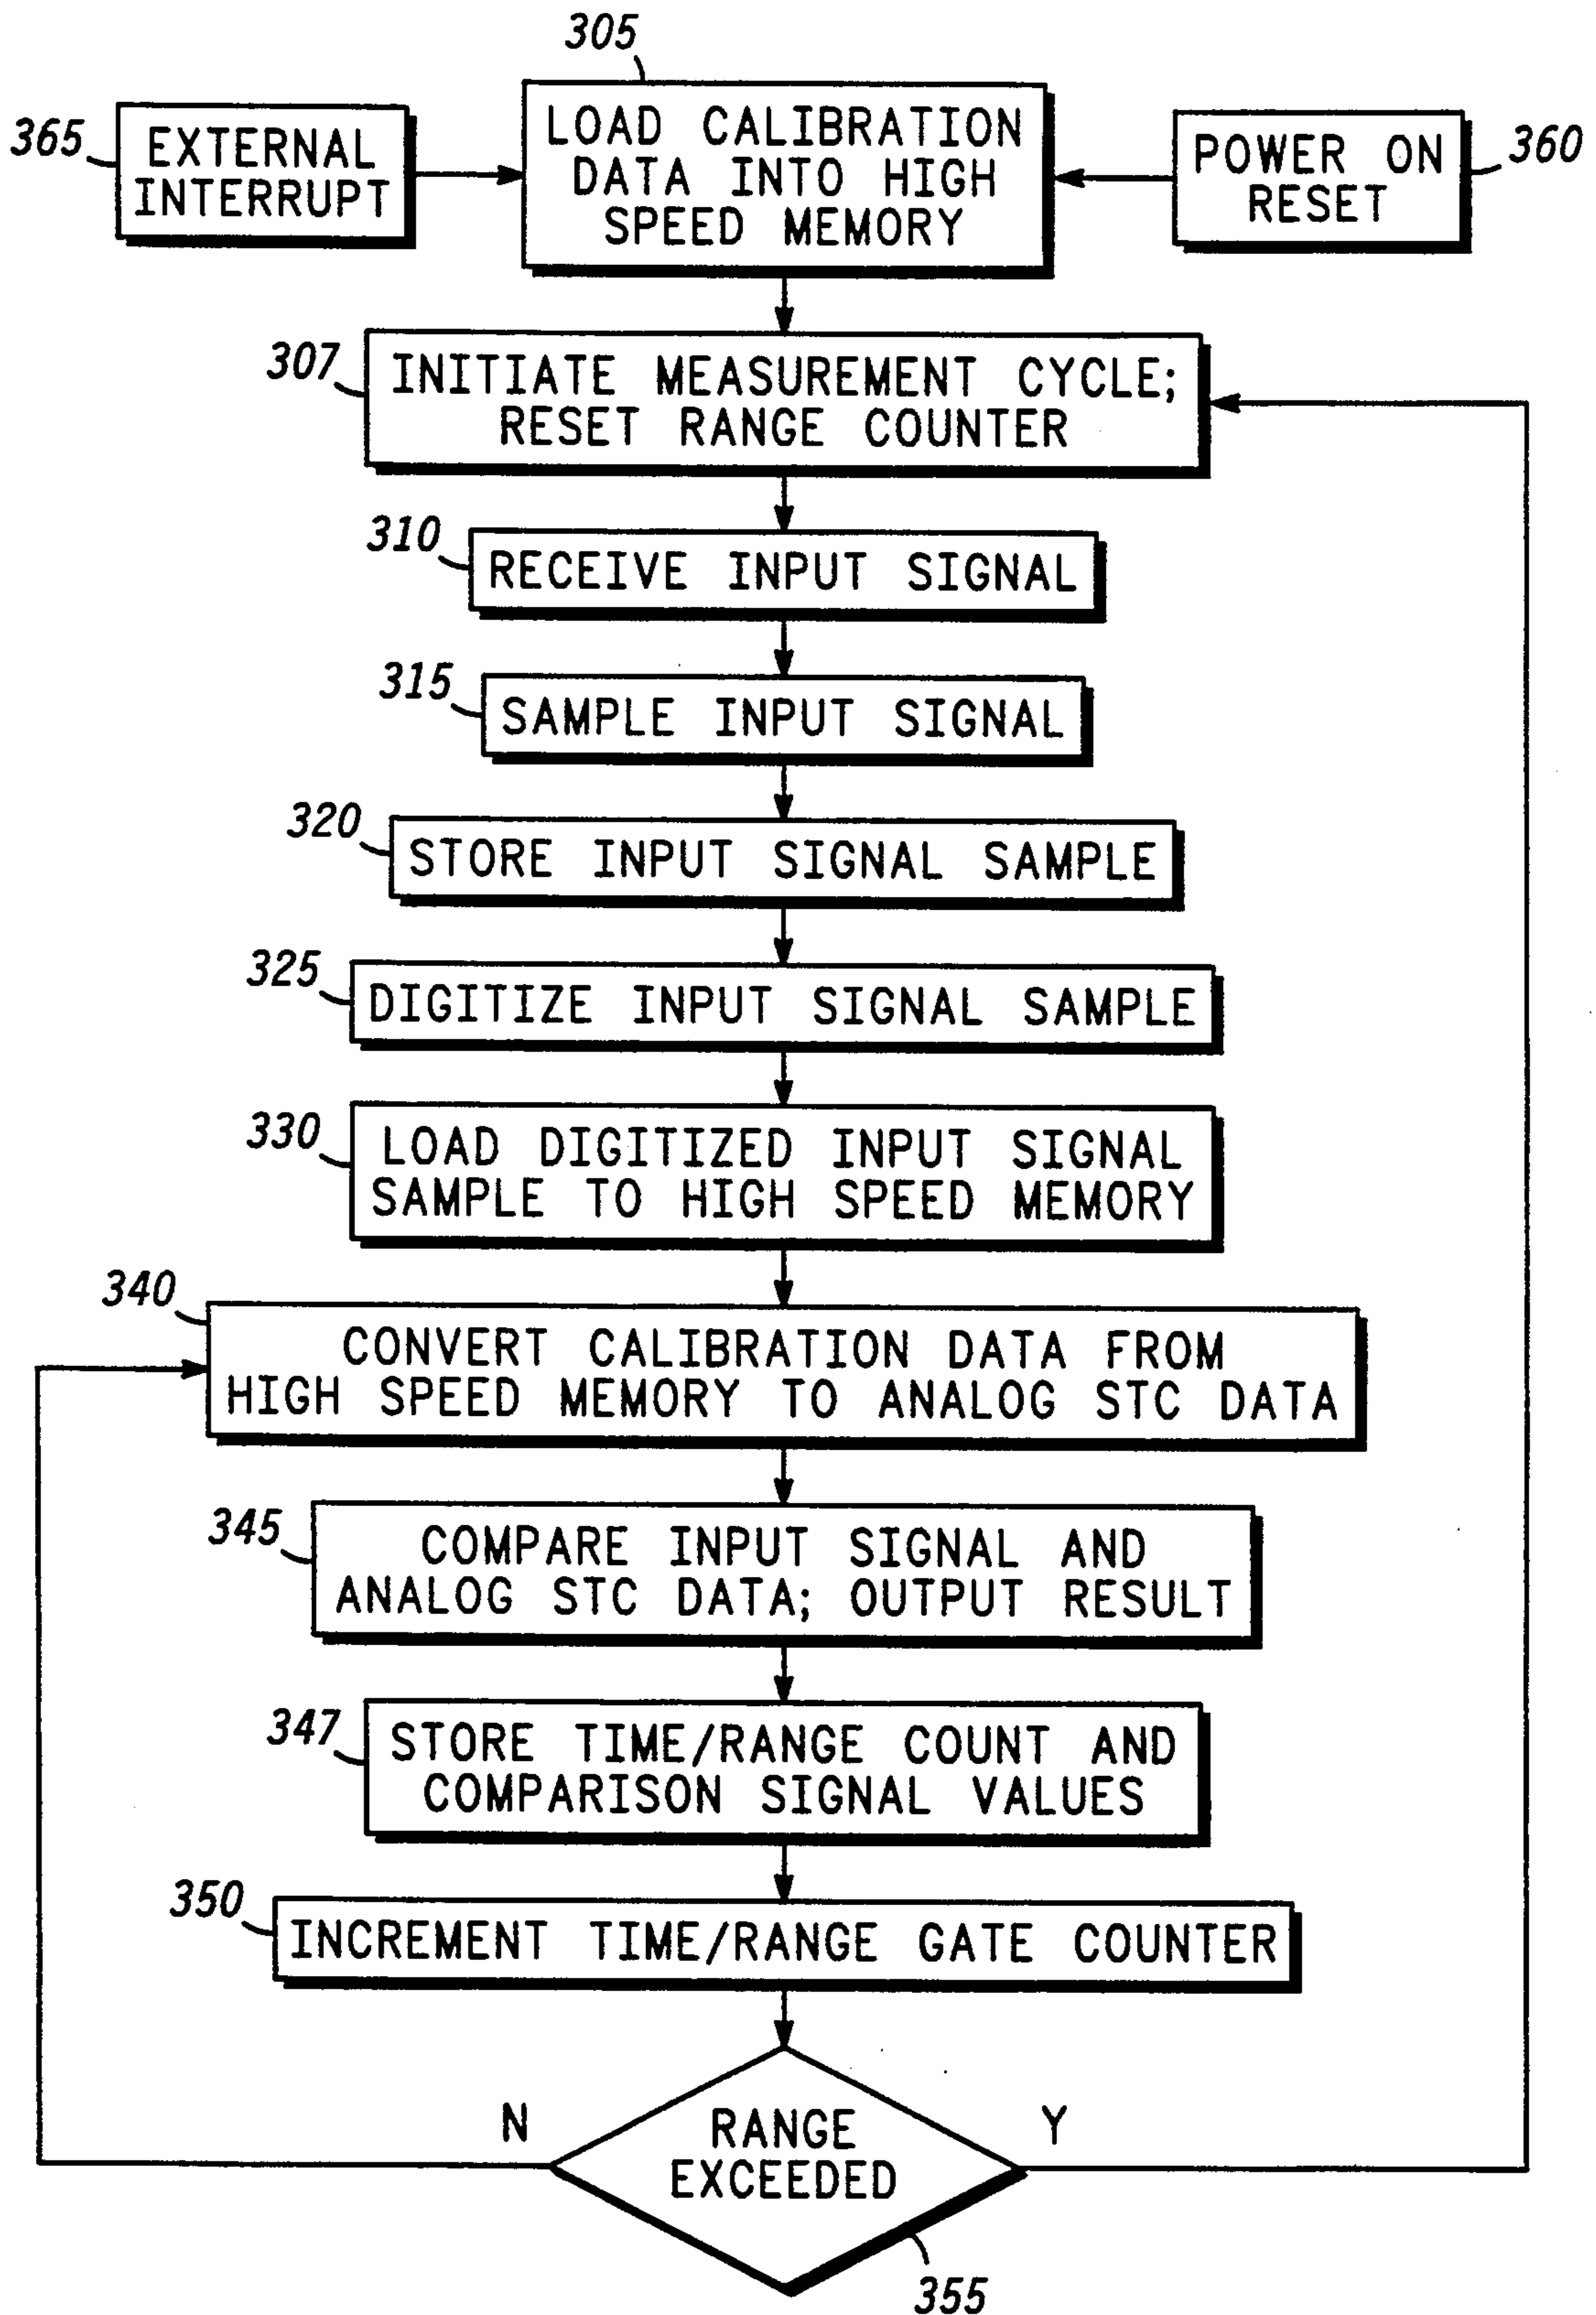 305
365
EXTERNAL
INTERRUPT
LOAD CALIBRATION
DATA INTO HIGH
SPEED MEMORY
POWER ON
RESET
360
307
INITIATE MEASUREMENT CYCLE;
RESET RANGE COUNTER
310
RECEIVE INPUT SIGNAL
315
SAMPLE INPUT SIGNAL
320
STORE INPUT SIGNAL SAMPLE
325
DIGITIZE INPUT SIGNAL SAMPLE
330
LOAD DIGITIZED INPUT SIGNAL
SAMPLE TO HIGH SPEED MEMORY
340
CONVERT CALIBRATION DATA FROM
HIGH SPEED MEMORY TO ANALOG STC DATA
345
COMPARE INPUT SIGNAL AND
ANALOG STC DATA; OUTPUT RESULT
347
STORE TIME/RANGE COUNT AND
COMPARISON SIGNAL VALUES
350
INCREMENT TIME/RANGE GATE COUNTER
N
RANGE
EXCEEDED
Y
355